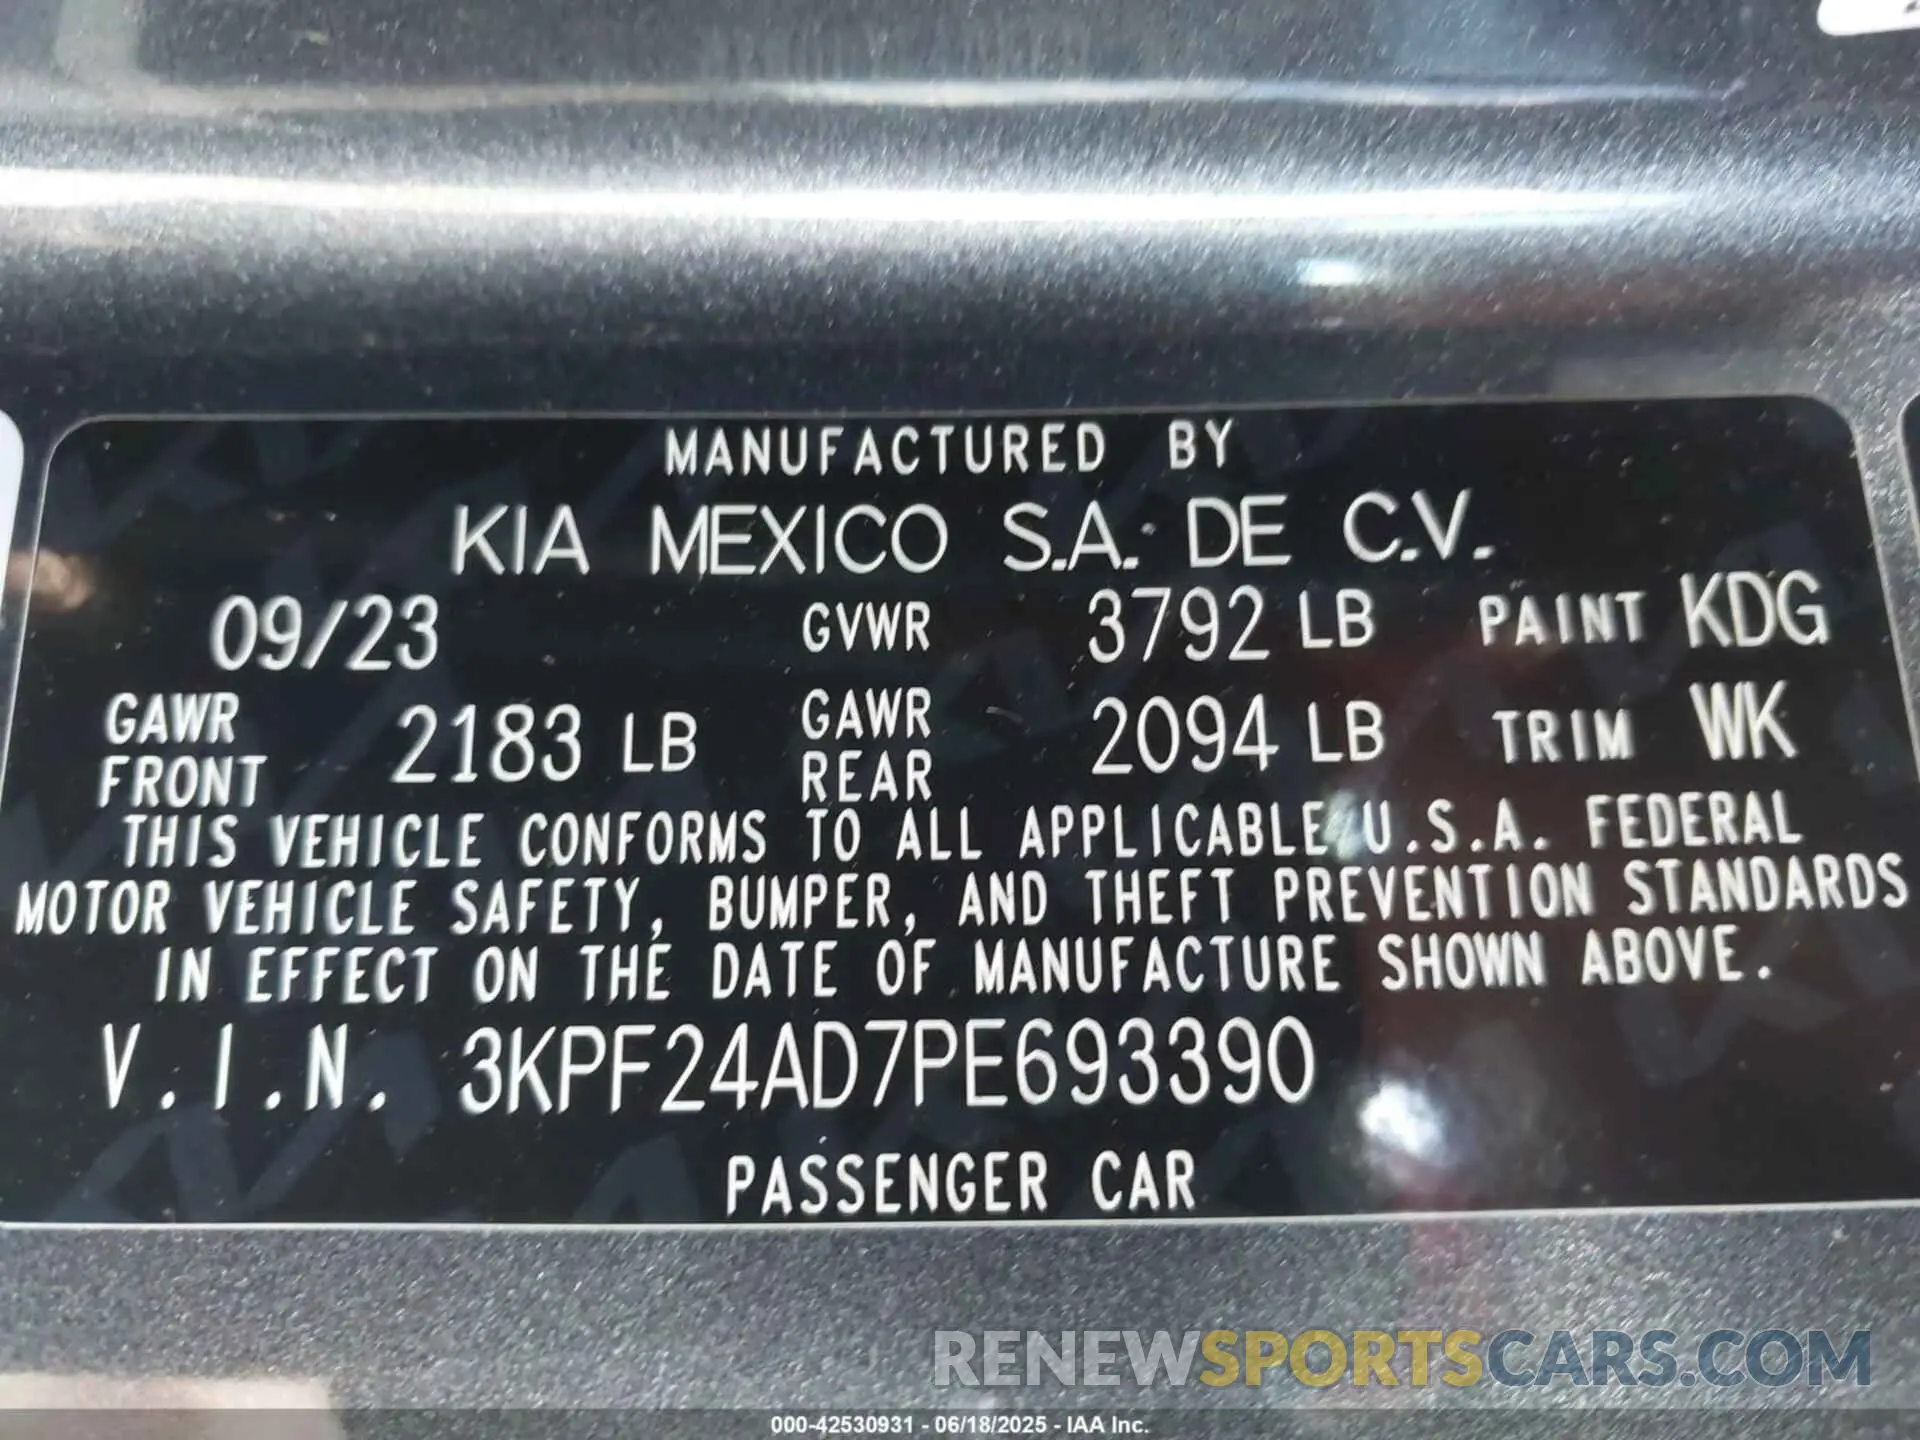 MANUFACTURED BY
KIA MEXICO S.A. DE C.V.
09/23 GVWR 3792 LB PAINT KDG
GAWR FRONT 2183 LB GAWR REAR 2094 LB TRIM WK
THIS VEHICLE CONFORMS TO ALL APPLICABLE U.S.A. FEDERAL
MOTOR VEHICLE SAFETY, BUMPER, AND THEFT PREVENTION STANDARDS
IN EFFECT ON THE DATE OF MANUFACTURE SHOWN ABOVE.
V.I.N. 3KPF24AD7PE693390
PASSENGER CAR
RENEWSPORTSCARS.COM
000-42530931 - 06/18/2025 - IAA Inc.